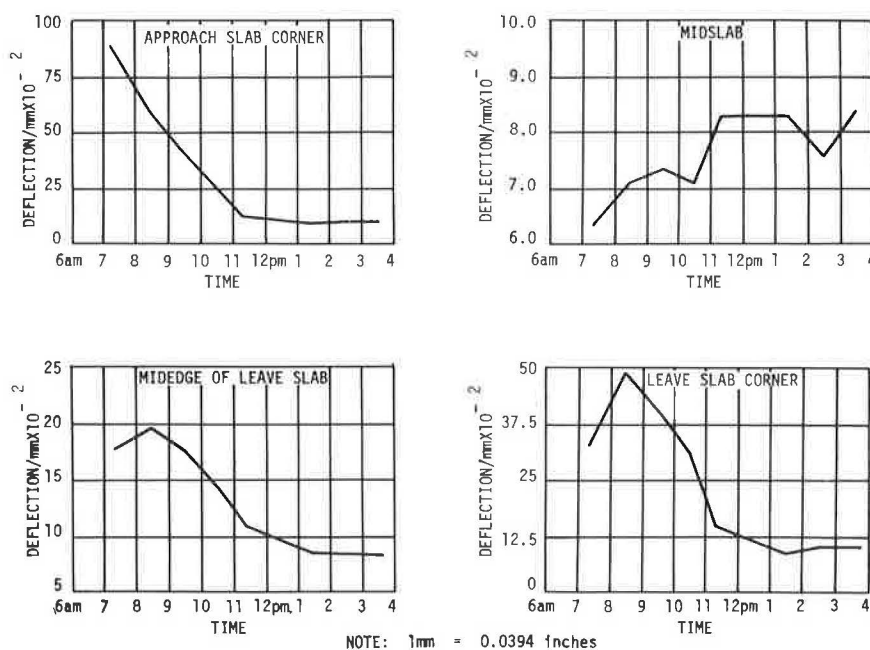 APPROACH SLAB CORNER
DEFLECTION/mmX10⁻²
100
75
50
25
0
6am 7 8 9 10 11 12pm 1 2 3 4
TIME
MIDSLAB
DEFLECTION/mmX10⁻²
10.0
9.0
8.0
7.0
6.0
6am 7 8 9 10 11 12pm 1 2 3 4
TIME
MIDEDGE OF LEAVE SLAB
DEFLECTION/mmX10⁻²
25
20
15
10
5
6am 7 8 9 10 11 12pm, 1 2 3 4
TIME
LEAVE SLAB CORNER
DEFLECTION/mmX10⁻²
50
37.5
25
12.5
0
6am 7 8 9 10 11 12pm 1 2 3 4
TIME
NOTE: 1mm = 0.0394 inches